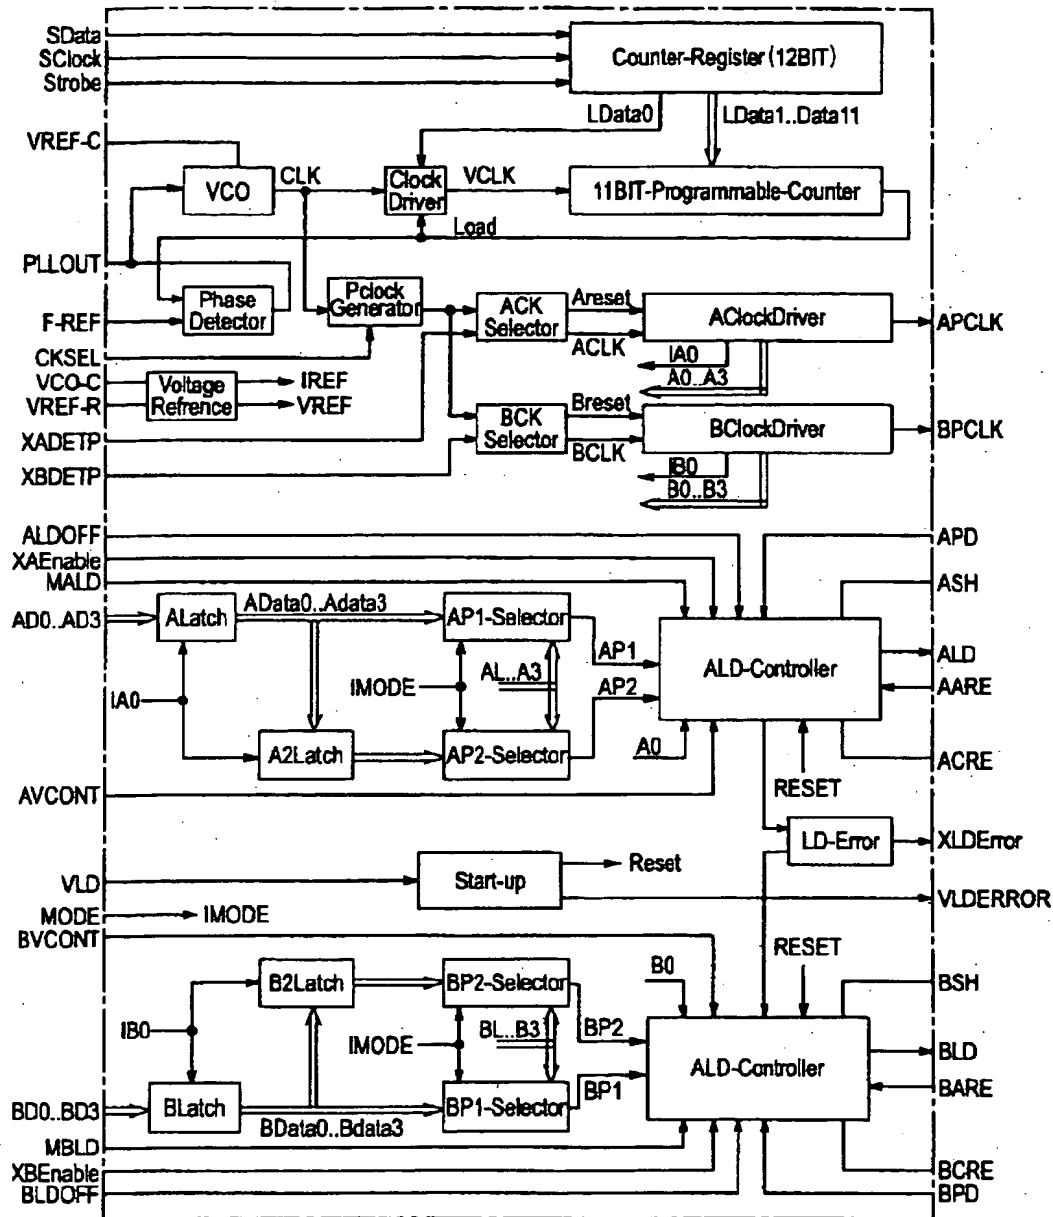 SData
SClock
Strobe
Counter-Register(12BIT)
LData0
LData1..Data11
VREF-C
VCO
CLK
Clock
Driver
VCLK
11BIT-Programmable-Counter
Load
PLLOUT
Phase
Detector
F-REF
Pclock
Generator
ACK
Selector
Areset
ACLK
AClockDriver
APCLK
IA0
A0..A3
CKSEL
VCO-C
VREF-R
Voltage
Refrence
IREF
VREF
XADETP
BCK
Selector
Breset
BCLK
BClockDriver
BPCLK
IB0
B0..B3
XBDETP
ALDOFF
XAEnable
MALD
APD
ASH
AD0..AD3
ALatch
AData0..Adata3
AP1-Selector
AP1
AL..A3
IMODE
AP2
ALD-Controller
ALD
AARE
IA0
A2Latch
AP2-Selector
A0
RESET
ACRE
AVCONT
LD-Error
XLDError
VLD
Start-up
Reset
VLDERROR
MODE
IMODE
BVCONT
RESET
B0
BSH
B2Latch
BP2-Selector
BP2
IB0
IMODE
BL..B3
BP1
ALD-Controller
BLD
BARE
BD0..BD3
BLatch
BData0..Bdata3
BP1-Selector
MBLD
XBEnable
BLDOFF
BCRE
BPD